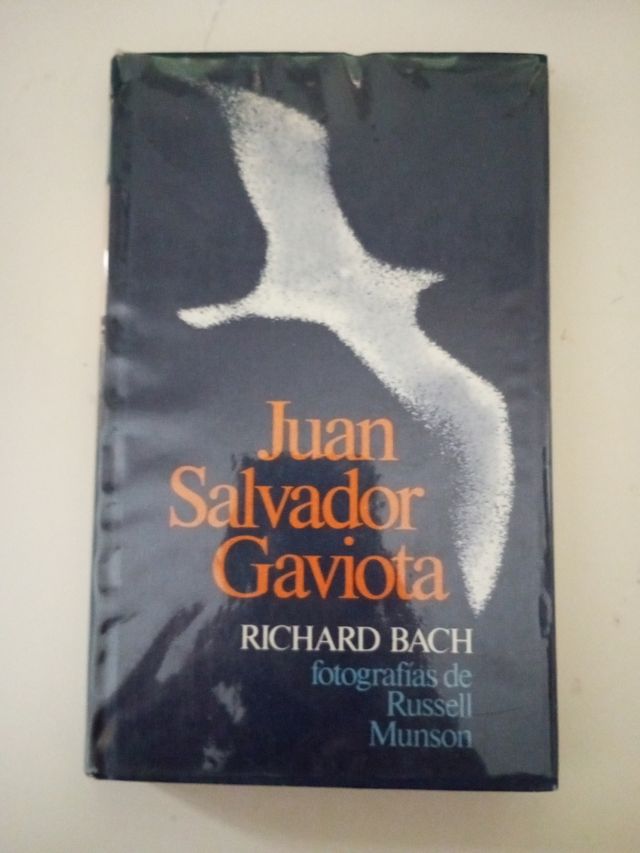 Juan
Salvador
Gaviota
RICHARD BACH
fotografías de
Russell
Munson